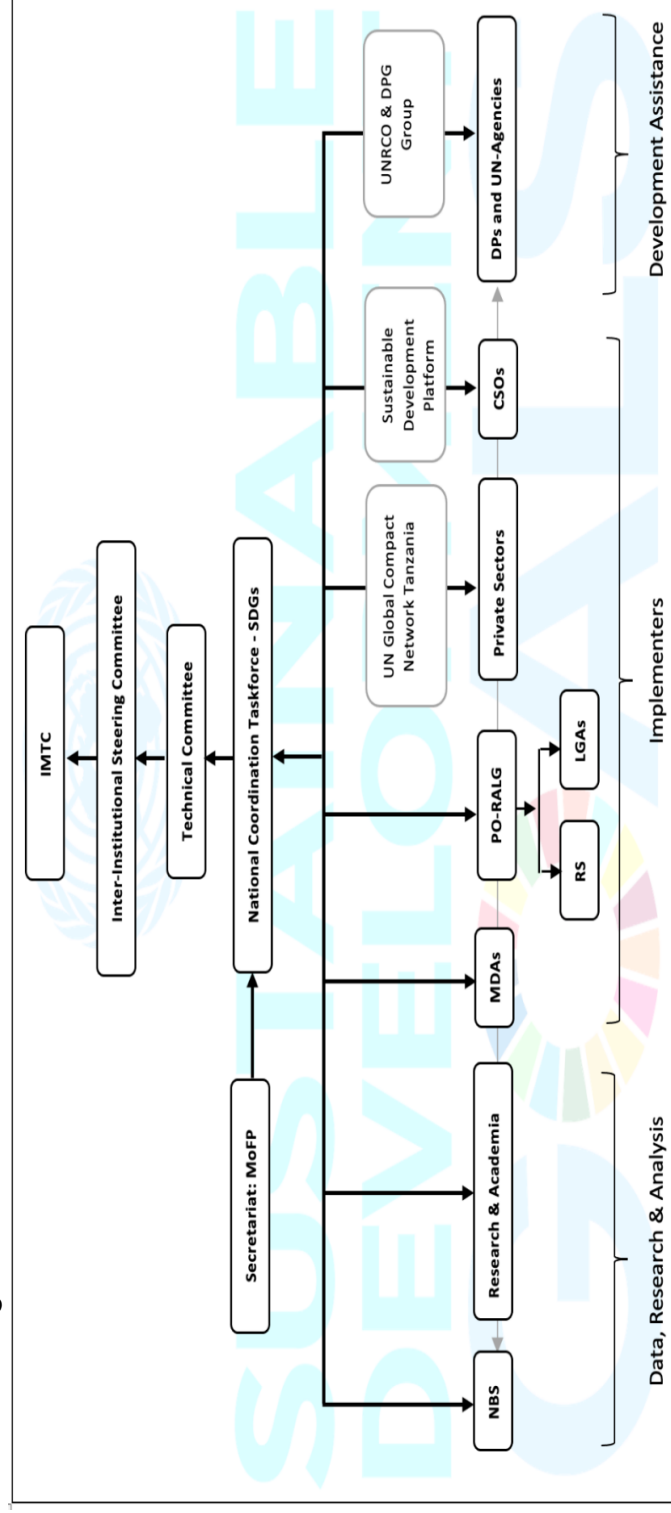 IMTC
Inter-Institutional Steering Committee
Technical Committee
Secretariat: MoFP
National Coordination Taskforce - SDGs
UN Global Compact
Network Tanzania
Sustainable
Development
Platform
UNRCO & DPG
Group
NBS
Research & Academia
MDAs
PO-RALG
Private Sectors
CSOs
DPs and UN-Agencies
RS
LGAs
Data, Research & Analysis
Implementers
Development Assistance
SUSTAINABLE
DEVELOPMENT
GOALS